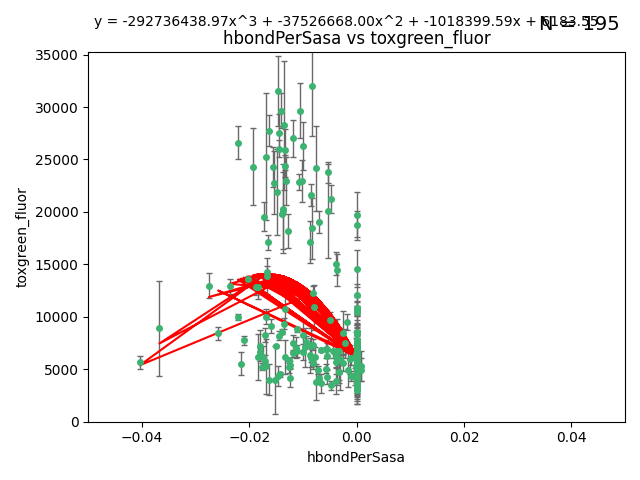 y = -292736438.97x^3 + -37526668.00x^2 + -1018399.59x + 6183.55
N = 195
hbondPerSasa vs toxgreen_fluor
35000
30000
25000
20000
15000
10000
5000
0
toxgreen_fluor
−0.04
−0.02
0.00
0.02
0.04
hbondPerSasa